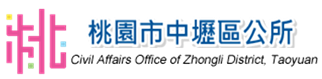 桃園市中壢區公所
Civil Affairs Office of Zhongli District, Taoyuan